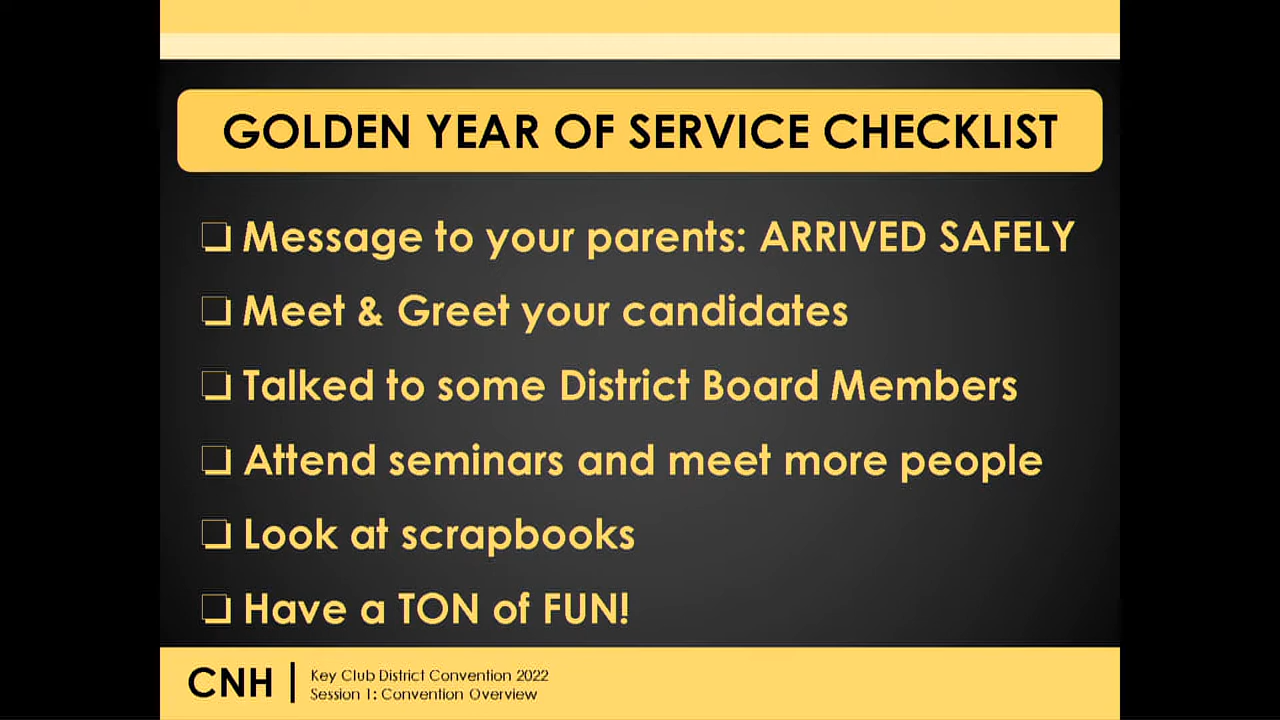 GOLDEN YEAR OF SERVICE CHECKLIST
❏ Message to your parents: ARRIVED SAFELY
❏ Meet & Greet your candidates
❏ Talked to some District Board Members
❏ Attend seminars and meet more people
❏ Look at scrapbooks
❏ Have a TON of FUN!
CNH
Key Club District Convention 2022
Session 1: Convention Overview